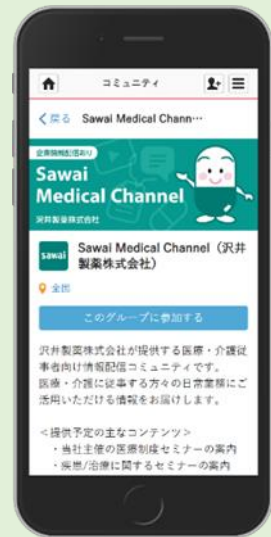 コミュニティ
戻る Sawai Medical Chann…
企業情報配信あり
Sawai
Medical Channel
沢井製薬株式会社
sawai
Sawai Medical Channel（沢井
製薬株式会社）
全国
このグループに参加する
沢井製薬株式会社が提供する医療・介護従
事者向け情報配信コミュニティです。
医療・介護に従事する方々の日常業務にご
活用いただける情報をお届けします。
＜提供予定の主なコンテンツ＞
・当社主催の医療制度セミナーの案内
・疾患/治療に関するセミナーの案内